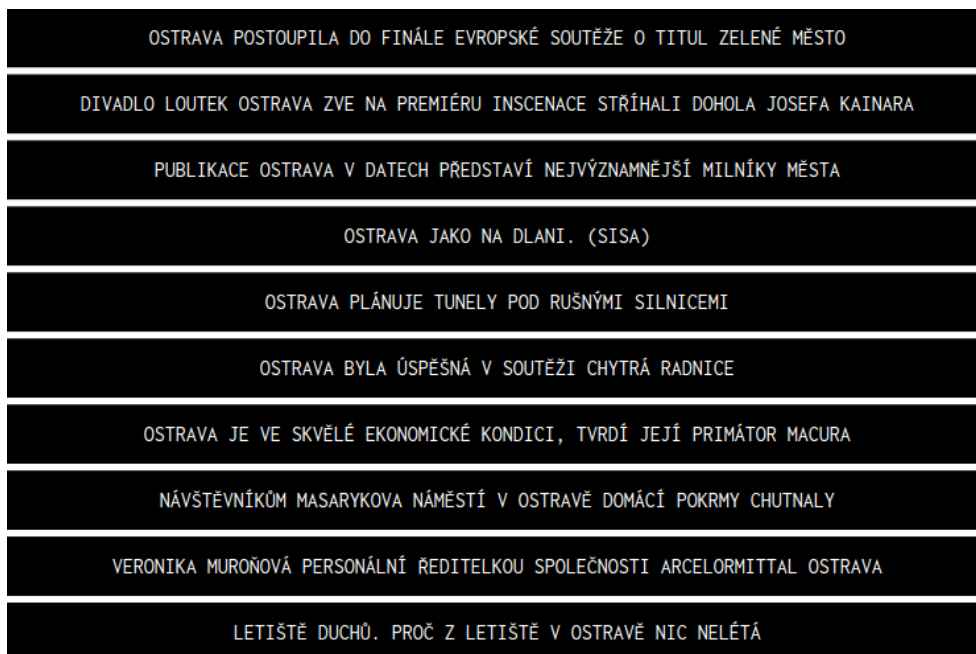 OSTRAVA POSTOUPILA DO FINÁLE EVROPSKÉ SOUTĚŽE O TITUL ZELENÉ MĚSTO
DIVADLO LOUTEK OSTRAVA ZVE NA PREMIÉRU INSCENACE STŘÍHALI DOHOLA JOSEFA KAINARA
PUBLIKACE OSTRAVA V DATECH PŘEDSTAVÍ NEJVÝZNAMNĚJŠÍ MILNÍKY MĚSTA
OSTRAVA JAKO NA DLANI. (SISA)
OSTRAVA PLÁNUJE TUNELY POD RUŠNÝMI SILNICEMI
OSTRAVA BYLA ÚSPĚŠNÁ V SOUTĚŽI CHYTRÁ RADNICE
OSTRAVA JE VE SKVĚLÉ EKONOMICKÉ KONDICI, TVRDÍ JEJÍ PRIMÁTOR MACURA
NÁVŠTĚVNÍKŮM MASARYKOVA NÁMĚSTÍ V OSTRAVĚ DOMÁCÍ POKRMY CHUTNALY
VERONIKA MUROŇOVÁ PERSONÁLNÍ ŘEDITELKOU SPOLEČNOSTI ARCELORMITTAL OSTRAVA
LETIŠTĚ DUCHŮ. PROČ Z LETIŠTĚ V OSTRAVĚ NIC NELÉTÁ